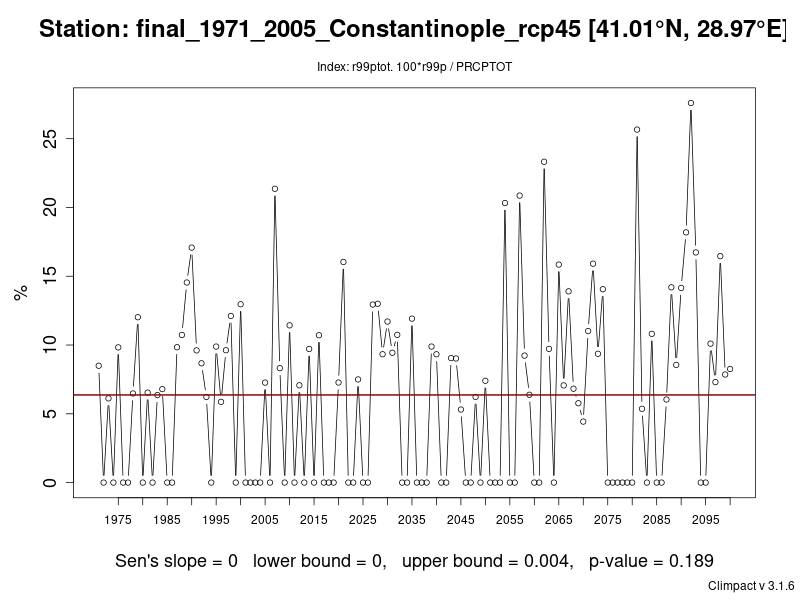 Station: final_1971_2005_Constantinople_rcp45 [41.01°N, 28.97°E]
Index: r99ptot. 100*r99p / PRCPTOT
%
25
20
15
10
5
0
1975 1985 1995 2005 2015 2025 2035 2045 2055 2065 2075 2085 2095
Sen's slope = 0 lower bound = 0, upper bound = 0.004, p-value = 0.189
Climpact v 3.1.6